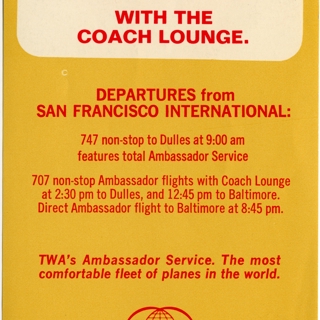 WITH THE
COACH LOUNGE.
DEPARTURES from
SAN FRANCISCO INTERNATIONAL:
747 non-stop to Dulles at 9:00 am
features total Ambassador Service
707 non-stop Ambassador flights with Coach Lounge
at 2:30 pm to Dulles, and 12:45 pm to Baltimore.
Direct Ambassador flight to Baltimore at 8:45 pm.
TWA's Ambassador Service. The most
comfortable fleet of planes in the world.